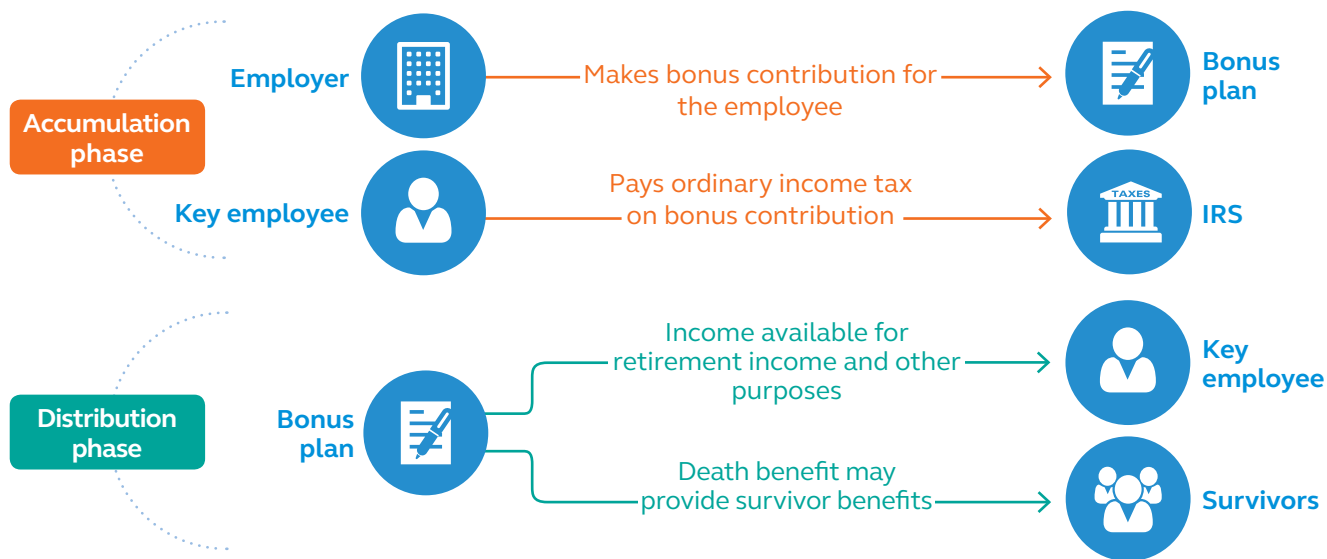 Accumulation
phase
Employer
Makes bonus contribution for
the employee
Bonus
plan
Key employee
Pays ordinary income tax
on bonus contribution
TAXES
IRS
Distribution
phase
Bonus
plan
Income available for
retirement income and other
purposes
Key
employee
Death benefit may
provide survivor benefits
Survivors